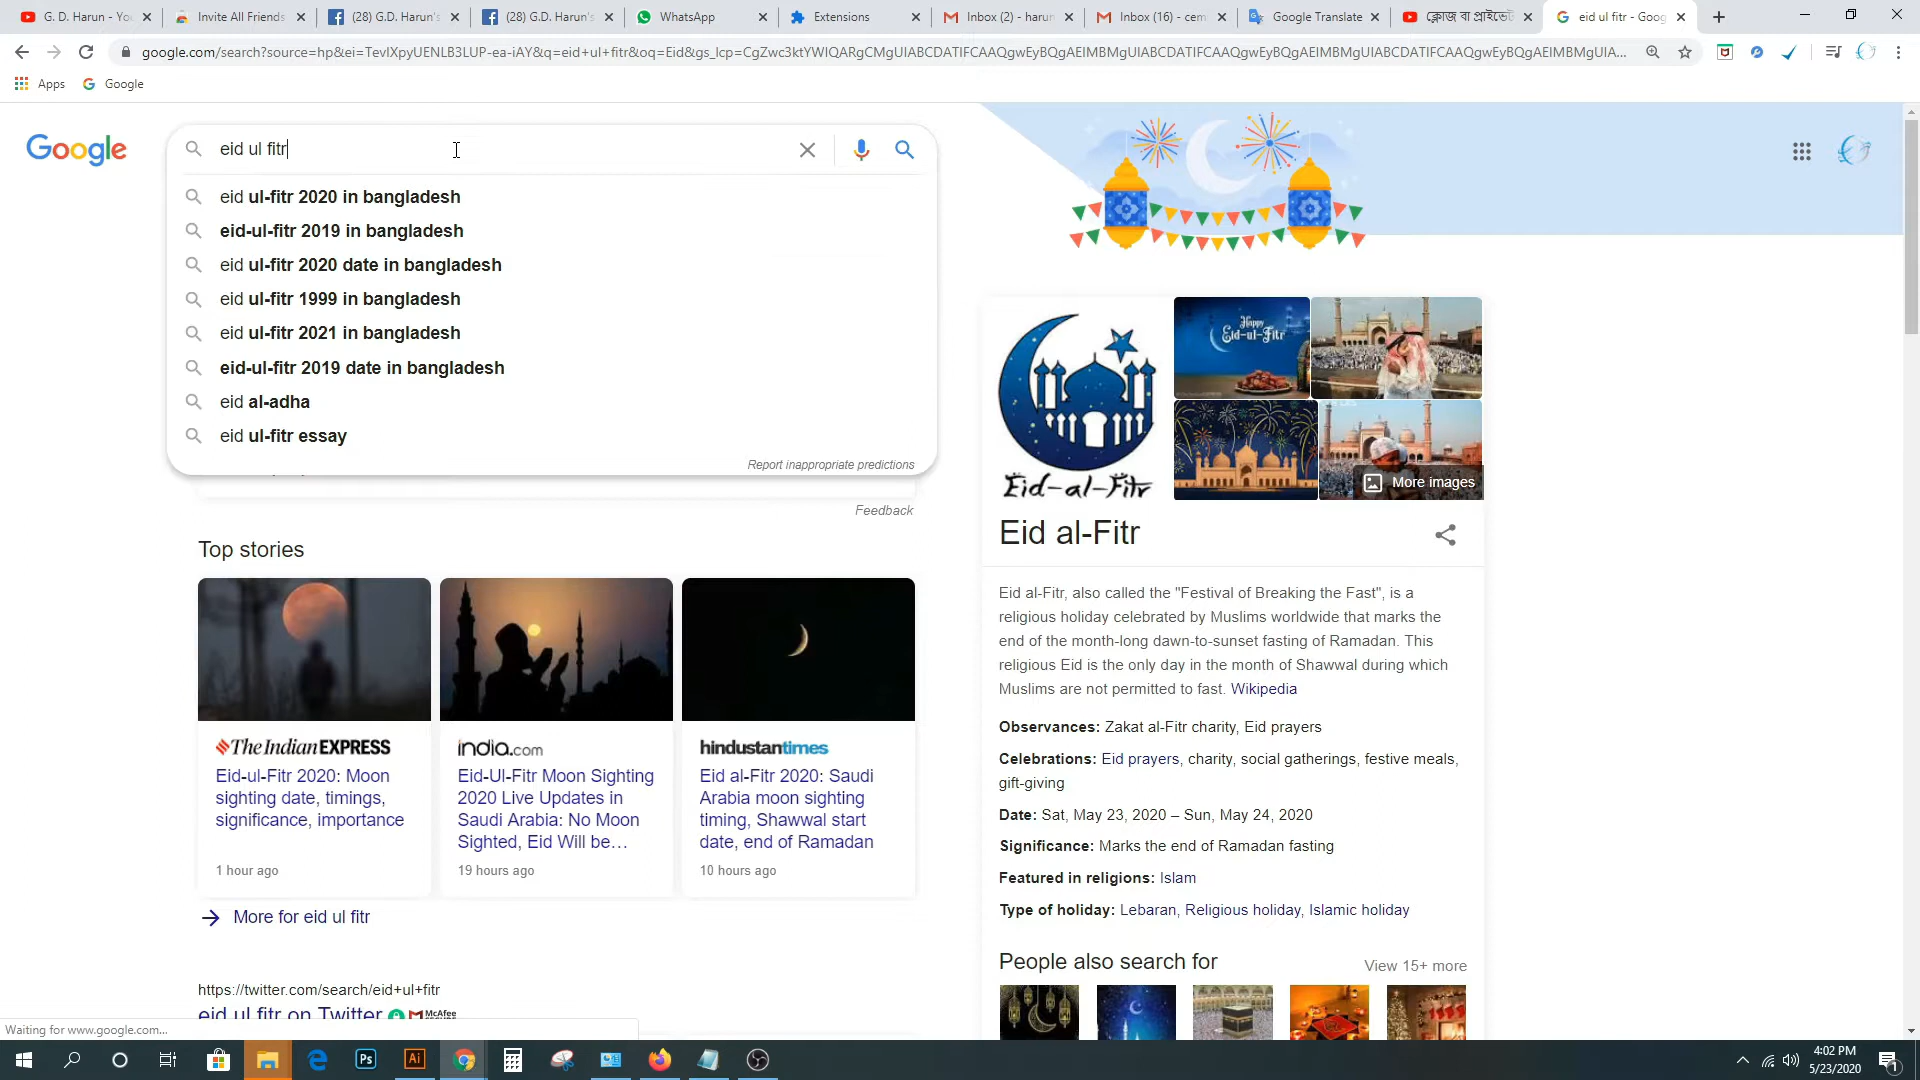 G. D. Harun - Yo
Invite All Friends
(28) G.D. Harun's
(28) G.D. Harun's
WhatsApp
Extensions
Inbox (2) - harun
Inbox (16) - cem
Google Translate
ক্লোজ বা প্রাইভেট
eid ul fitr - Goog
google.com/search?source=hp&ei=TevIXpyUENLB3LUP-ea-iAY&q=eid+ul+fitr&oq=Eid&gs_lcp=CgZwc3ktYWIQARgCMgUIABCDATIFCAAQgwEyBQgAEIMBMgUIABCDATIFCAAQgwEyBQgAEIMBMgUIABCDATIFCAAQgwEyBQgAEIMBMgUIA...
Apps
Google
Google
eid ul fitr
eid ul-fitr 2020 in bangladesh
eid-ul-fitr 2019 in bangladesh
eid ul-fitr 2020 date in bangladesh
eid ul-fitr 1999 in bangladesh
eid ul-fitr 2021 in bangladesh
eid-ul-fitr 2019 date in bangladesh
eid al-adha
eid ul-fitr essay
Report inappropriate predictions
Feedback
Top stories
The Indian EXPRESS
Eid-ul-Fitr 2020: Moon
sighting date, timings,
significance, importance
1 hour ago
india.com
Eid-Ul-Fitr Moon Sighting
2020 Live Updates in
Saudi Arabia: No Moon
Sighted, Eid Will be…
19 hours ago
hindustantimes
Eid al-Fitr 2020: Saudi
Arabia moon sighting
timing, Shawwal start
date, end of Ramadan
10 hours ago
More for eid ul fitr
https://twitter.com/search/eid+ul+fitr
eid ul fitr on Twitter
McAfee
Waiting for www.google.com...
Happy
Eid-ul-Fitr
Eid-al-Fitr
More images
Eid al-Fitr
Eid al-Fitr, also called the "Festival of Breaking the Fast", is a
religious holiday celebrated by Muslims worldwide that marks the
end of the month-long dawn-to-sunset fasting of Ramadan. This
religious Eid is the only day in the month of Shawwal during which
Muslims are not permitted to fast. Wikipedia
Observances: Zakat al-Fitr charity, Eid prayers
Celebrations: Eid prayers, charity, social gatherings, festive meals,
gift-giving
Date: Sat, May 23, 2020 – Sun, May 24, 2020
Significance: Marks the end of Ramadan fasting
Featured in religions: Islam
Type of holiday: Lebaran, Religious holiday, Islamic holiday
People also search for
View 15+ more
Ps
Ai
4:02 PM
5/23/2020
1